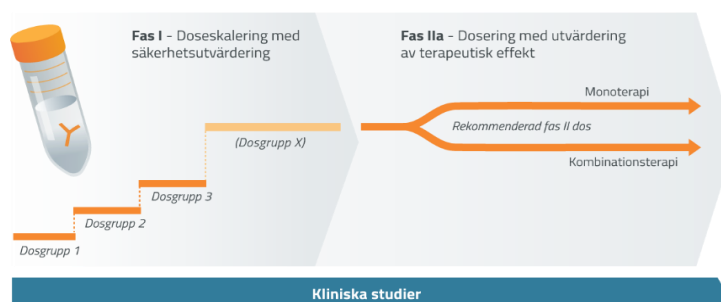 Fas I - Doseskalering med
säkerhetsutvärdering
Fas IIa - Dosering med utvärdering
av terapeutisk effekt
Monoterapi
Rekommenderad fas II dos
Kombinationsterapi
(Dosgrupp X)
Dosgrupp 3
Dosgrupp 2
Dosgrupp 1
Kliniska studier